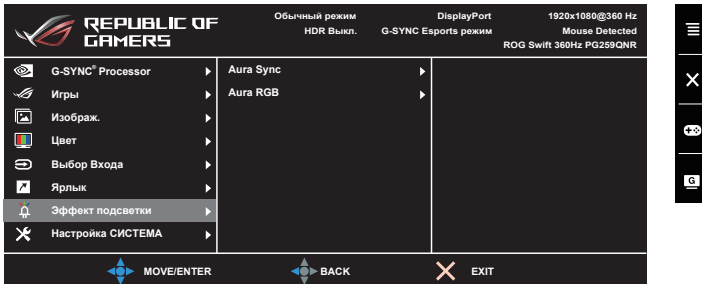 REPUBLIC OF
GAMERS
Обычный режим DisplayPort 1920x1080@360 Hz
HDR Выкл. G-SYNC Esports режим Mouse Detected
ROG Swift 360Hz PG259QNR
G-SYNC® Processor
Игры
Изображ.
Цвет
Выбор Входа
Ярлык
Эффект подсветки
Настройка СИСТЕМА
Aura Sync
Aura RGB
MOVE/ENTER BACK EXIT
G